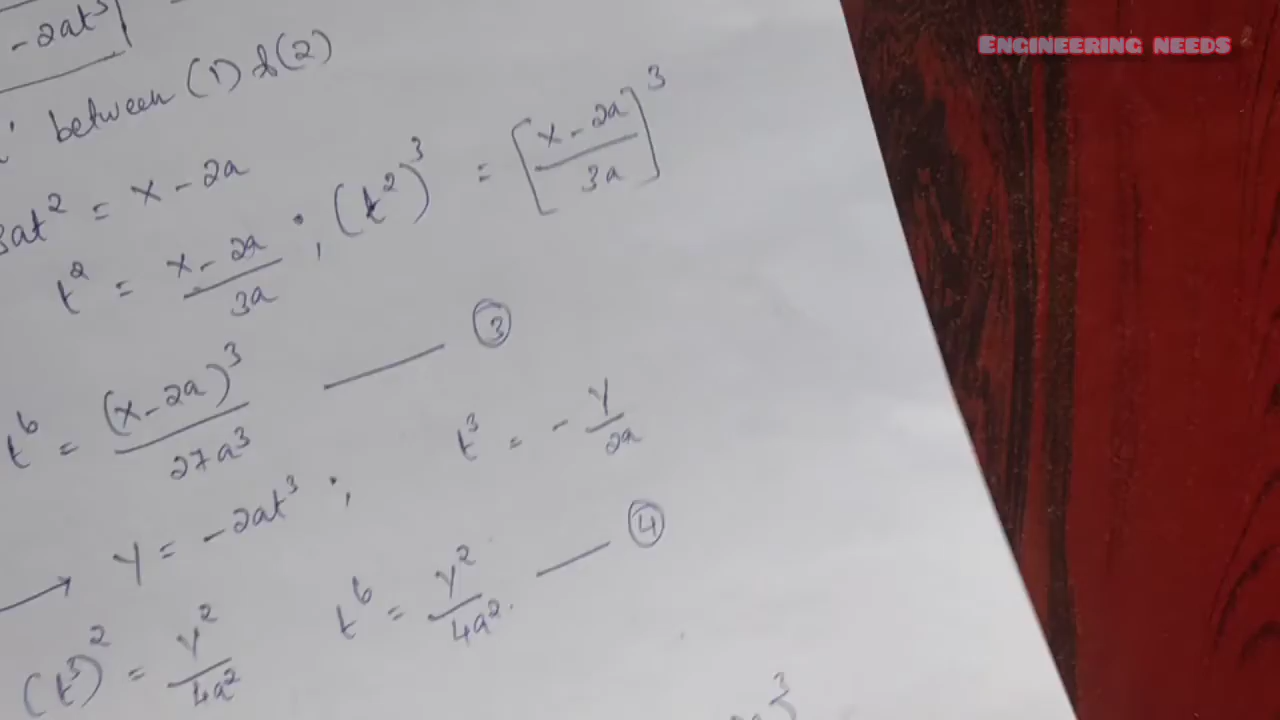 - 2at³
ENGINEERING NEEDS
between (1) & (2)
3at² = x - 2a
t² = x - 2a / 3a ; (t²)³ = [x - 2a / 3a]³
t⁶ = (x - 2a)³ / 27a³ —— ③
→ y = - 2at³ ; t³ = - y / 2a
(t³)² = y² / 4a² t⁶ = y² / 4a². —— ④